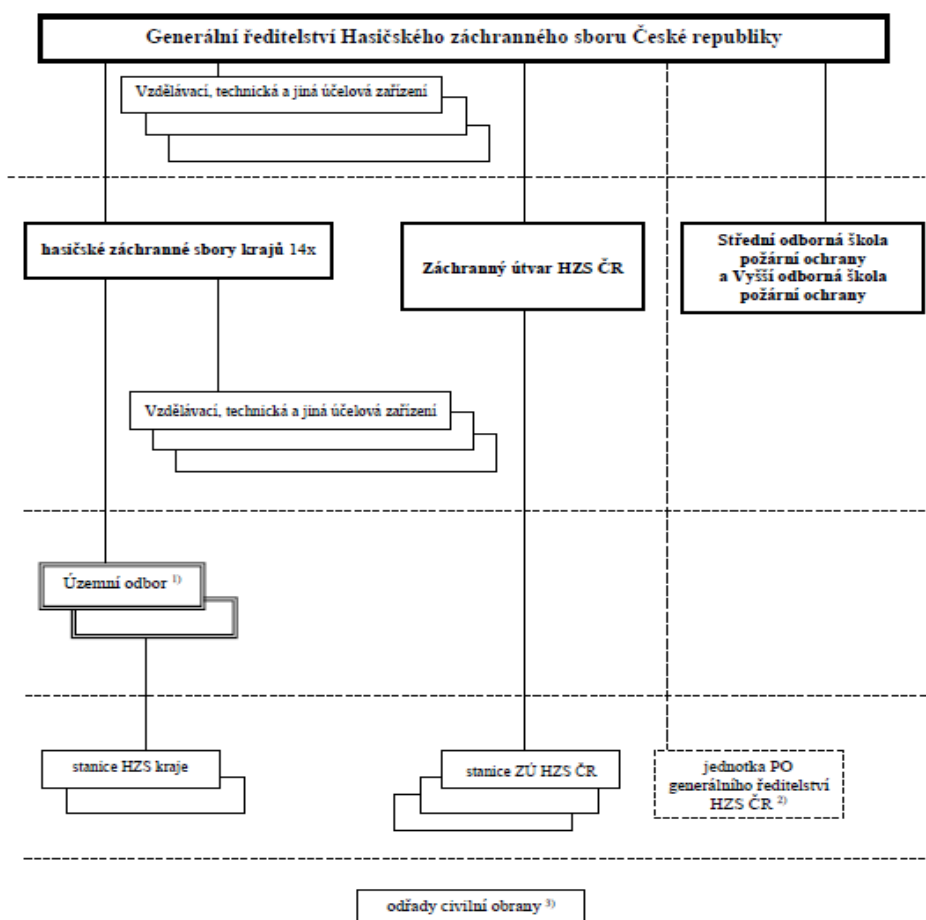 Generální ředitelství Hasičského záchranného sboru České republiky
Vzdělávací, technická a jiná účelová zařízení
hasičské záchranné sbory krajů 14x
Záchranný útvar HZS ČR
Střední odborná škola
požární ochrany
a Vyšší odborná škola
požární ochrany
Vzdělávací, technická a jiná účelová zařízení
Územní odbor 1)
stanice HZS kraje
stanice ZÚ HZS ČR
jednotka PO
generálního ředitelství
HZS ČR 2)
odřady civilní obrany 3)